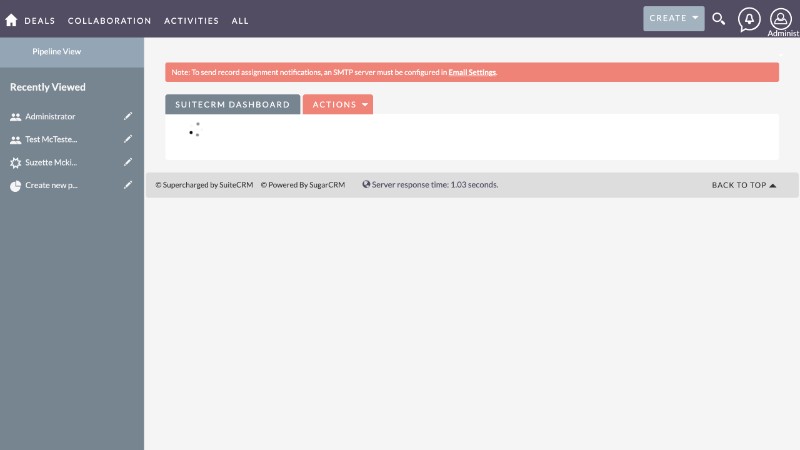 DEALS COLLABORATION ACTIVITIES ALL CREATE
Administ
Pipeline View
Note: To send record assignment notifications, an SMTP server must be configured in Email Settings.
Recently Viewed
SUITECRM DASHBOARD ACTIONS
Administrator
Test McTeste...
Suzette Mcki...
Create new p...
© Supercharged by SuiteCRM © Powered By SugarCRM Server response time: 1.03 seconds. BACK TO TOP